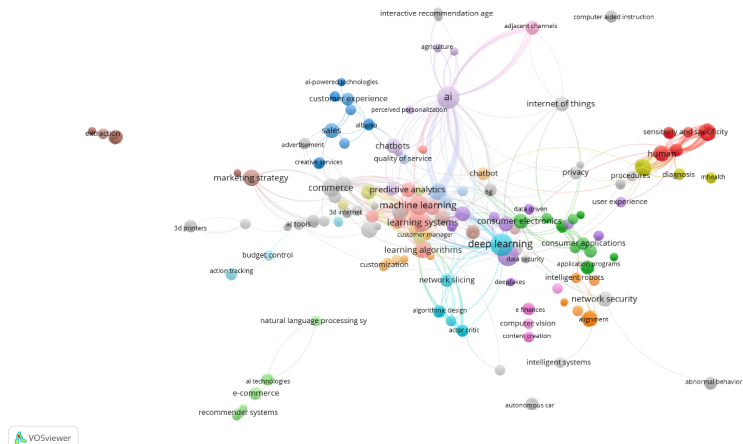 interactive recommendation age
computer aided instruction
adjacent channels
agriculture
ai-powered technologies
customer experience
ai
perceived personalization
internet of things
albania
sales
extraction
sensitivity and specificity
advertisement
chatbots
quality of service
human
creative services
privacy
chatbot
procedures
diagnosis
mhealth
marketing strategy
commerce
predictive analytics
6g
user experience
machine learning
data driven
3d internet
learning systems
consumer electronics
ai tools
3d printers
customer manager
deep learning
consumer applications
learning algorithms
budget control
data security
customization
application programs
action tracking
network slicing
deepfakes
intelligent robots
network security
algorithmic design
e finances
natural language processing sy
computer vision
alignment
actor critic
content creation
intelligent systems
ai technologies
abnormal behavior
e-commerce
autonomous car
recommender systems
VOSviewer